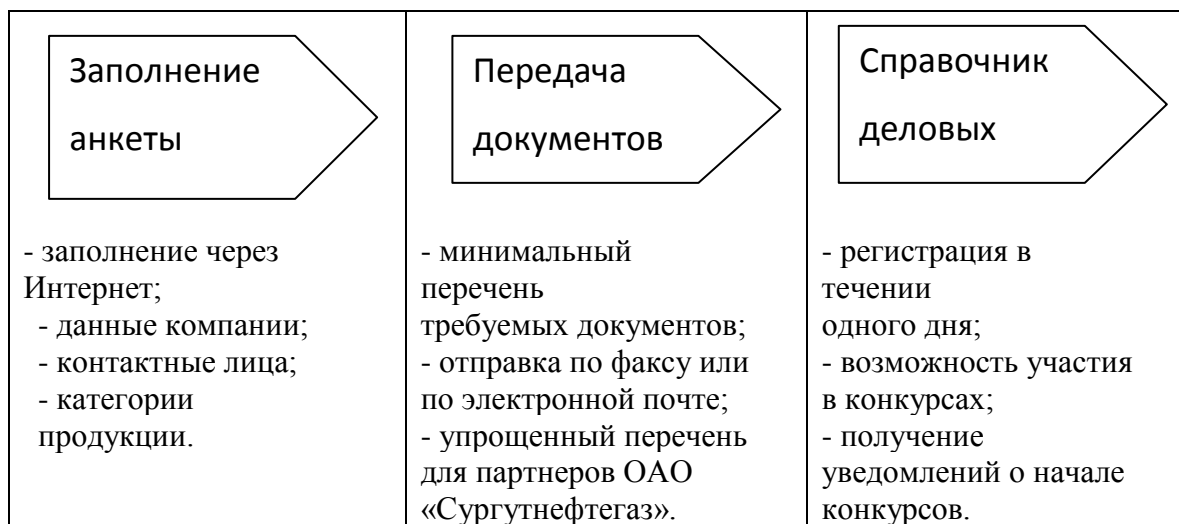 Заполнение
анкеты
- заполнение через
Интернет;
- данные компании;
- контактные лица;
- категории
продукции.
Передача
документов
- минимальный
перечень
требуемых документов;
- отправка по факсу или
по электронной почте;
- упрощенный перечень
для партнеров ОАО
«Сургутнефтегаз».
Справочник
деловых
- регистрация в
течении
одного дня;
- возможность участия
в конкурсах;
- получение
уведомлений о начале
конкурсов.